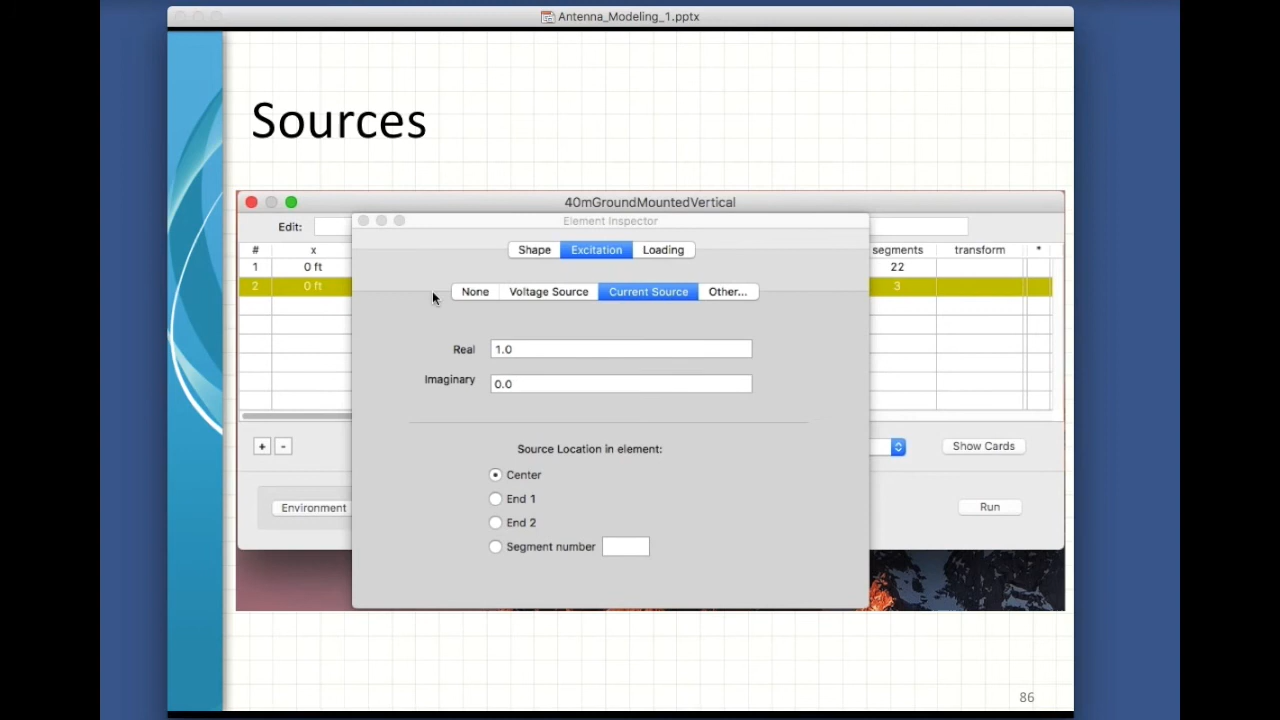 Antenna_Modeling_1.pptx
Sources
40mGroundMountedVertical
Edit:
Element Inspector
Shape Excitation Loading
# x segments transform *
1 0 ft 22
2 0 ft 3
None Voltage Source Current Source Other...
Real 1.0
Imaginary 0.0
+ - Show Cards
Source Location in element:
Center
End 1
Environment Run
End 2
Segment number
86